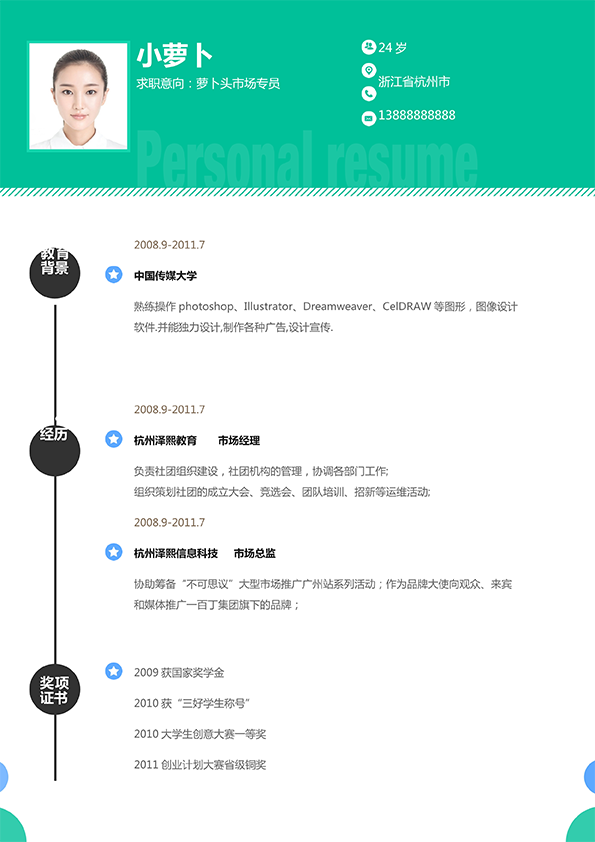 小萝卜
求职意向：萝卜头市场专员
24 岁
浙江省杭州市
13888888888
Personal resume
教育
背景
2008.9-2011.7
中国传媒大学
熟练操作 photoshop、Illustrator、Dreamweaver、CelDRAW 等图形，图像设计
软件.并能独力设计,制作各种广告,设计宣传.
经历
2008.9-2011.7
杭州泽熙教育 市场经理
负责社团组织建设，社团机构的管理，协调各部门工作;
组织策划社团的成立大会、竞选会、团队培训、招新等运维活动;
2008.9-2011.7
杭州泽熙信息科技 市场总监
协助筹备“不可思议”大型市场推广广州站系列活动；作为品牌大使向观众、来宾
和媒体推广一百丁集团旗下的品牌；
奖项
证书
2009 获国家奖学金
2010 获“三好学生称号”
2010 大学生创意大赛一等奖
2011 创业计划大赛省级铜奖